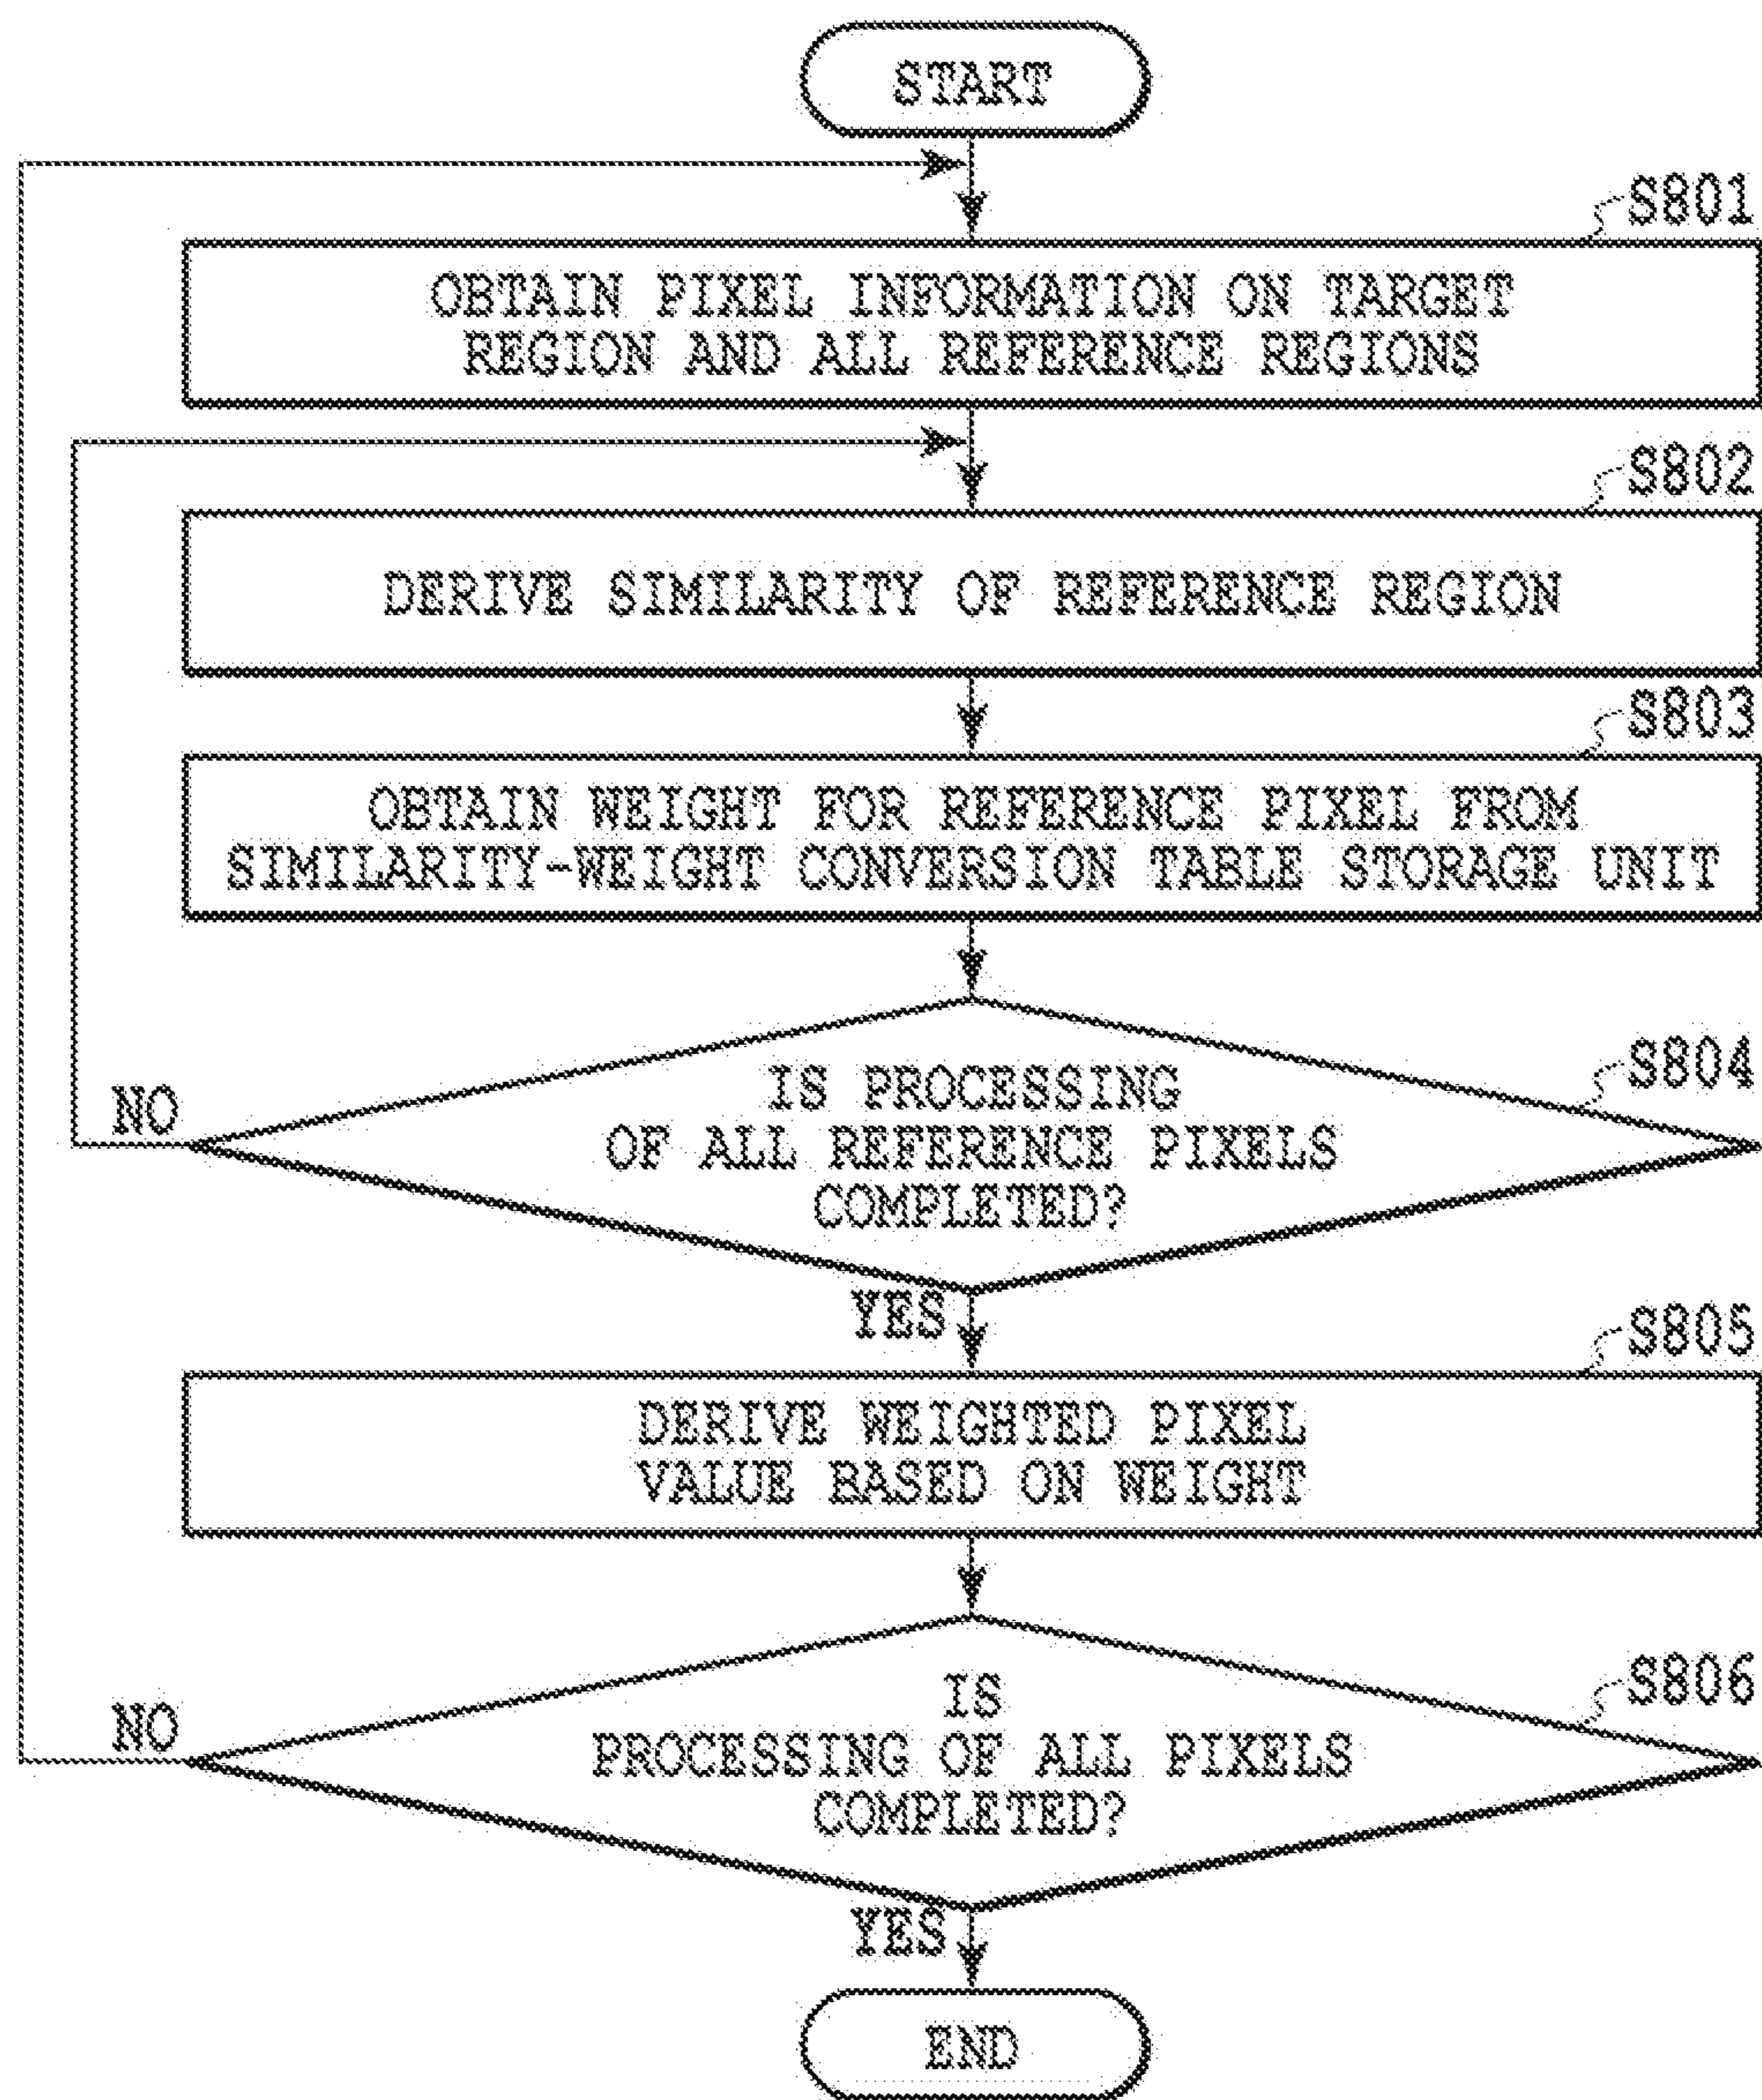 START
S801
OBTAIN PIXEL INFORMATION ON TARGET
REGION AND ALL REFERENCE REGIONS
S802
DERIVE SIMILARITY OF REFERENCE REGION
S803
OBTAIN WEIGHT FOR REFERENCE PIXEL FROM
SIMILARITY-WEIGHT CONVERSION TABLE STORAGE UNIT
S804
IS PROCESSING
OF ALL REFERENCE PIXELS
COMPLETED?
NO
YES
S805
DERIVE WEIGHTED PIXEL
VALUE BASED ON WEIGHT
S806
IS
PROCESSING OF ALL PIXELS
COMPLETED?
NO
YES
END